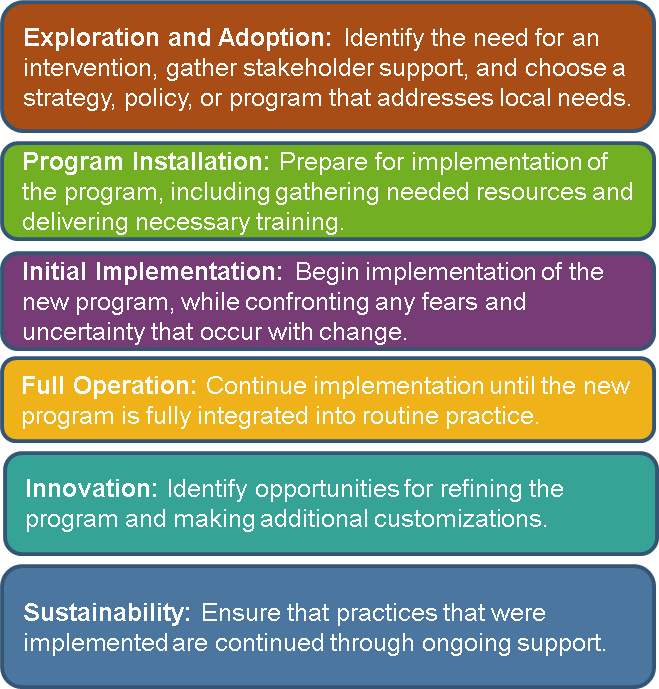 Exploration and Adoption: Identify the need for an
intervention, gather stakeholder support, and choose a
strategy, policy, or program that addresses local needs.
Program Installation: Prepare for implementation of
the program, including gathering needed resources and
delivering necessary training.
Initial Implementation: Begin implementation of the
new program, while confronting any fears and
uncertainty that occur with change.
Full Operation: Continue implementation until the new
program is fully integrated into routine practice.
Innovation: Identify opportunities for refining the
program and making additional customizations.
Sustainability: Ensure that practices that were
implemented are continued through ongoing support.